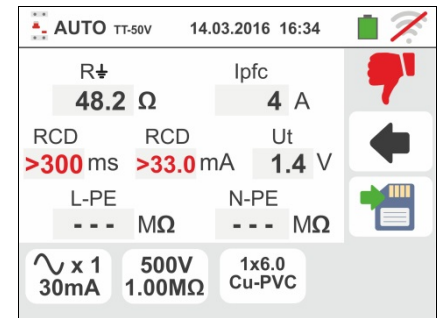 AUTO TT-50V 14.03.2016 16:34
R⏚ Ipfc
48.2 Ω 4 A
RCD RCD Ut
>300 ms >33.0 mA 1.4 V
L-PE N-PE
- - - MΩ - - - MΩ
∿ x 1 500V 1x6.0
30mA 1.00MΩ Cu-PVC